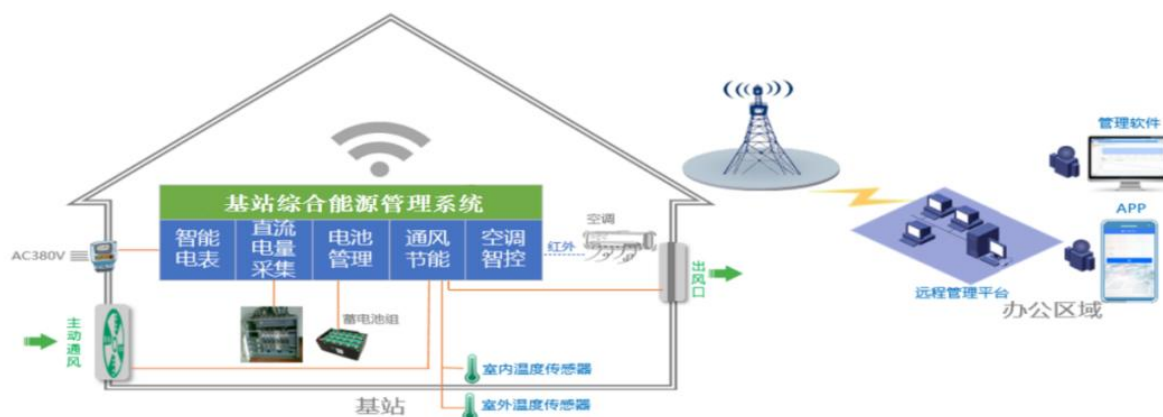 基站综合能源管理系统
智能
电表
直流
电量
采集
电池
管理
通风
节能
空调
智控
红外
空调
AC380V
主动通风
出风口
蓄电池组
室内温度传感器
室外温度传感器
基站
管理软件
APP
远程管理平台
办公区域